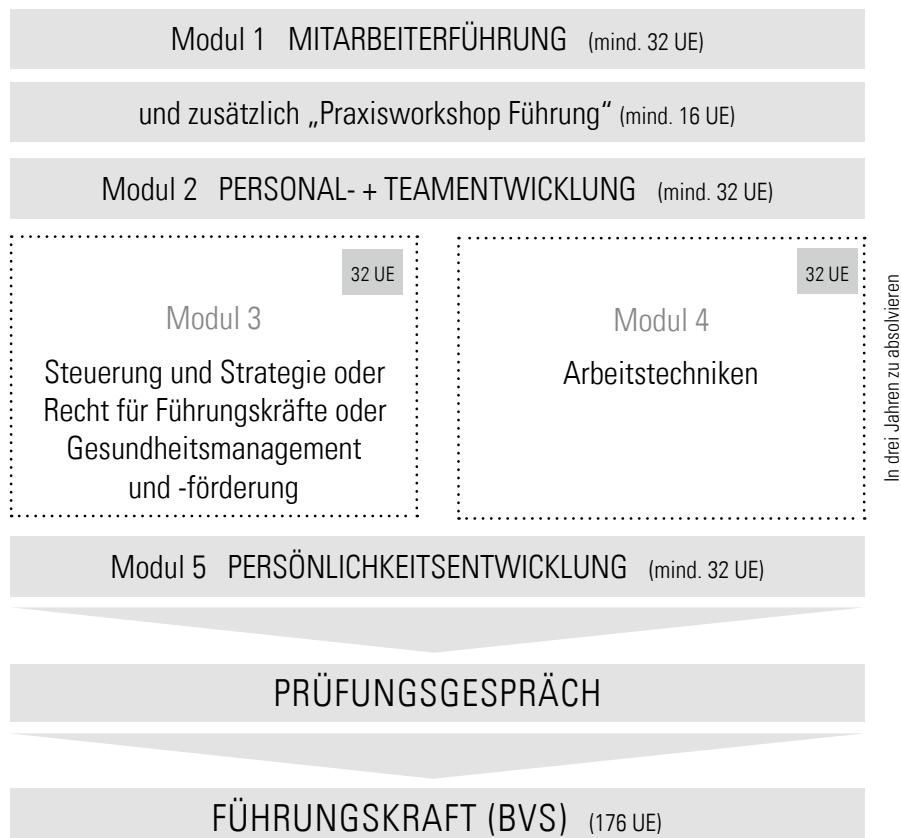 Modul 1 MITARBEITERFÜHRUNG (mind. 32 UE)
und zusätzlich „Praxisworkshop Führung“ (mind. 16 UE)
Modul 2 PERSONAL- + TEAMENTWICKLUNG (mind. 32 UE)
32 UE
Modul 3
Steuerung und Strategie oder
Recht für Führungskräfte oder
Gesundheitsmanagement
und -förderung
32 UE
Modul 4
Arbeitstechniken
In drei Jahren zu absolvieren
Modul 5 PERSÖNLICHKEITSENTWICKLUNG (mind. 32 UE)
PRÜFUNGSGESPRÄCH
FÜHRUNGSKRAFT (BVS) (176 UE)